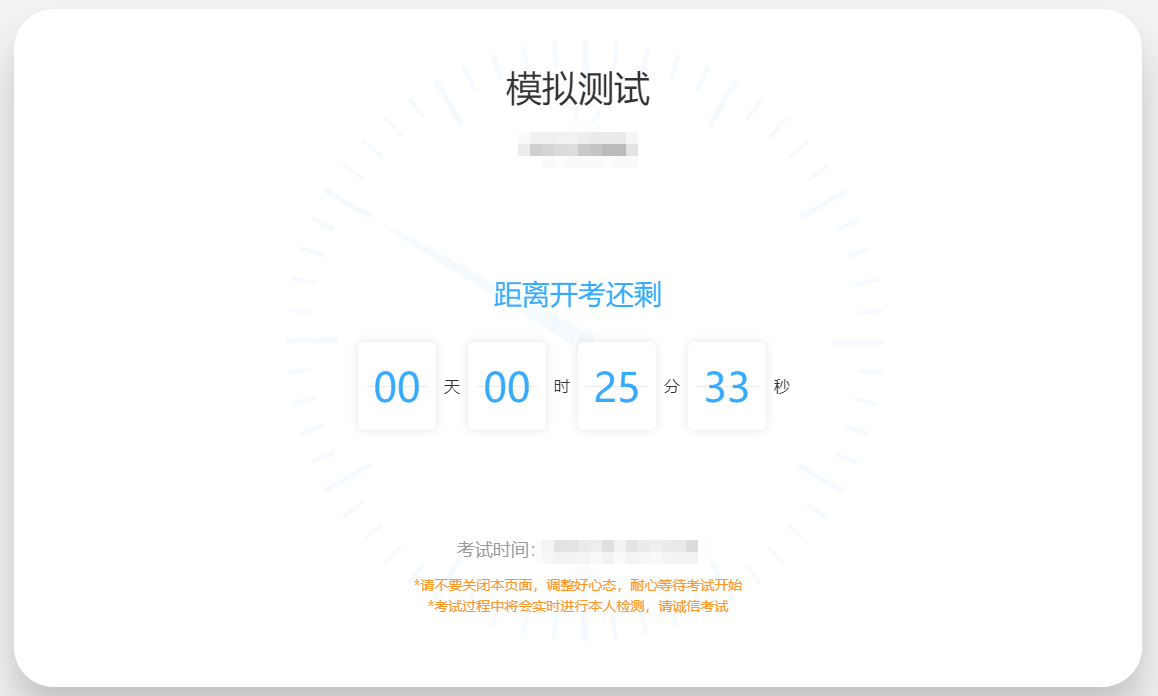 模拟测试
距离开考还剩
00 天 00 时 25 分 33 秒
考试时间：
*请不要关闭本页面，调整好心态，耐心等待考试开始
*考试过程中将会实时进行本人检测，请诚信考试